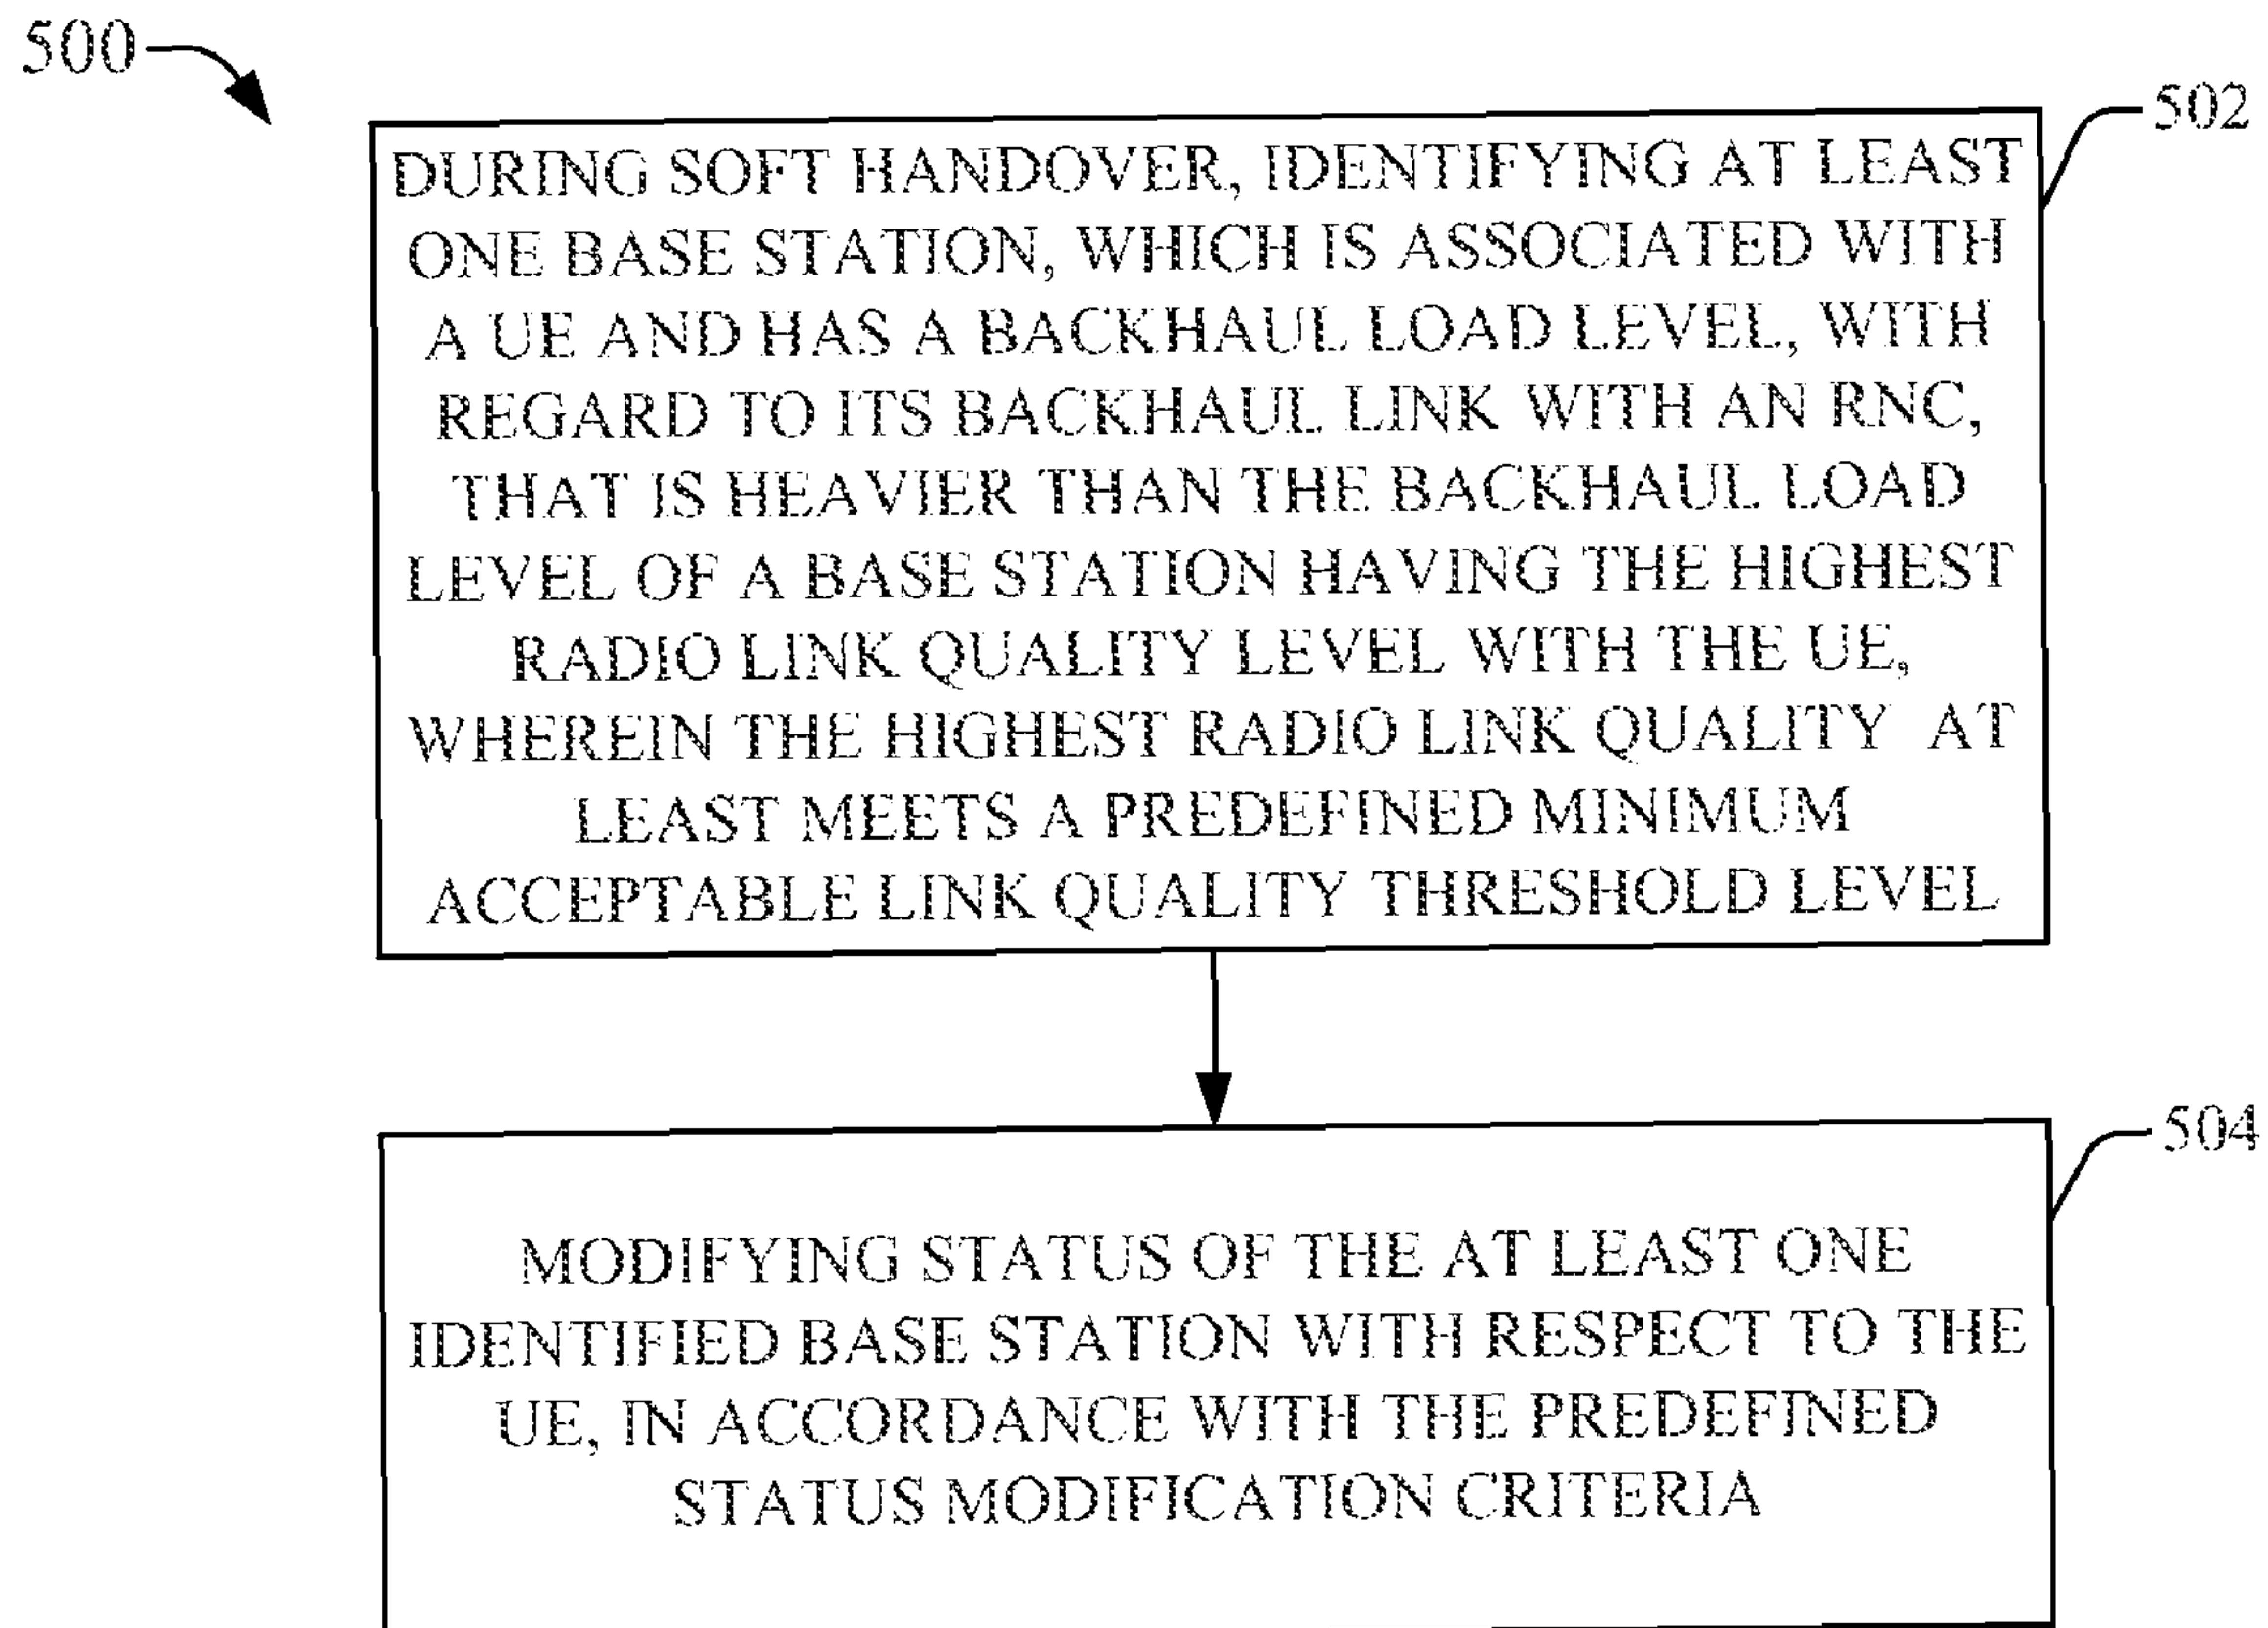 500
502
DURING SOFT HANDOVER, IDENTIFYING AT LEAST
ONE BASE STATION, WHICH IS ASSOCIATED WITH
A UE AND HAS A BACKHAUL LOAD LEVEL, WITH
REGARD TO ITS BACKHAUL LINK WITH AN RNC,
THAT IS HEAVIER THAN THE BACKHAUL LOAD
LEVEL OF A BASE STATION HAVING THE HIGHEST
RADIO LINK QUALITY LEVEL WITH THE UE,
WHEREIN THE HIGHEST RADIO LINK QUALITY AT
LEAST MEETS A PREDEFINED MINIMUM
ACCEPTABLE LINK QUALITY THRESHOLD LEVEL
504
MODIFYING STATUS OF THE AT LEAST ONE
IDENTIFIED BASE STATION WITH RESPECT TO THE
UE, IN ACCORDANCE WITH THE PREDEFINED
STATUS MODIFICATION CRITERIA